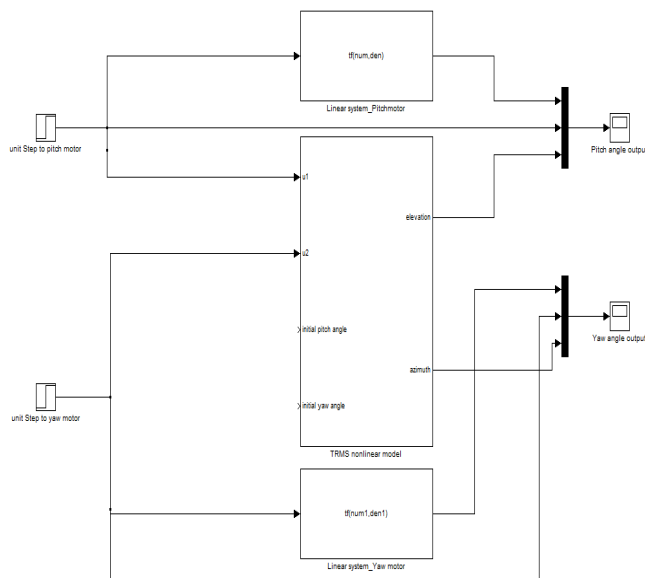 tf(num,den)
Linear system_Pitchmotor
unit Step to pitch motor
Pitch angle output
u1
elevation
u2
initial pitch angle
Yaw angle output
azimuth
initial yaw angle
unit Step to yaw motor
TRMS nonlinear model
tf(num1,den1)
Linear system_Yaw motor